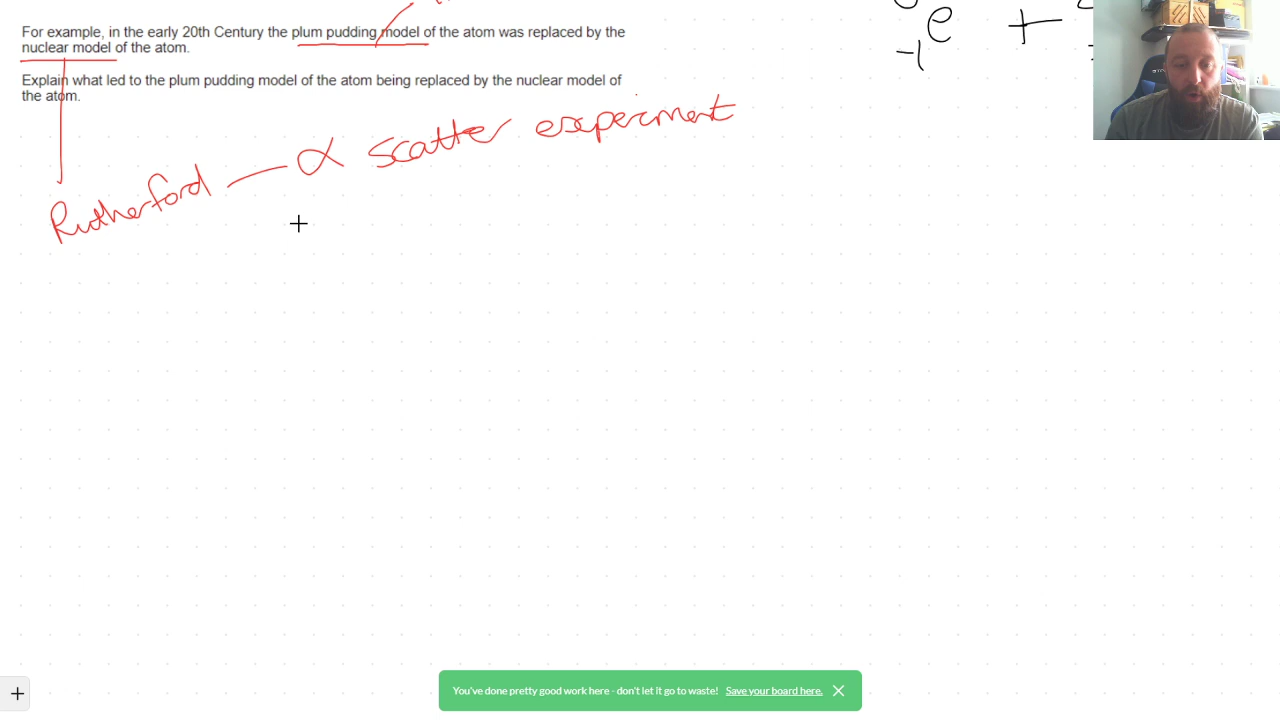 For example, in the early 20th Century the plum pudding model of the atom was replaced by the
nuclear model of the atom.
e +
-1
Explain what led to the plum pudding model of the atom being replaced by the nuclear model of
the atom.
Rutherford — α scatter experiment
+
You've done pretty good work here - don't let it go to waste! Save your board here.